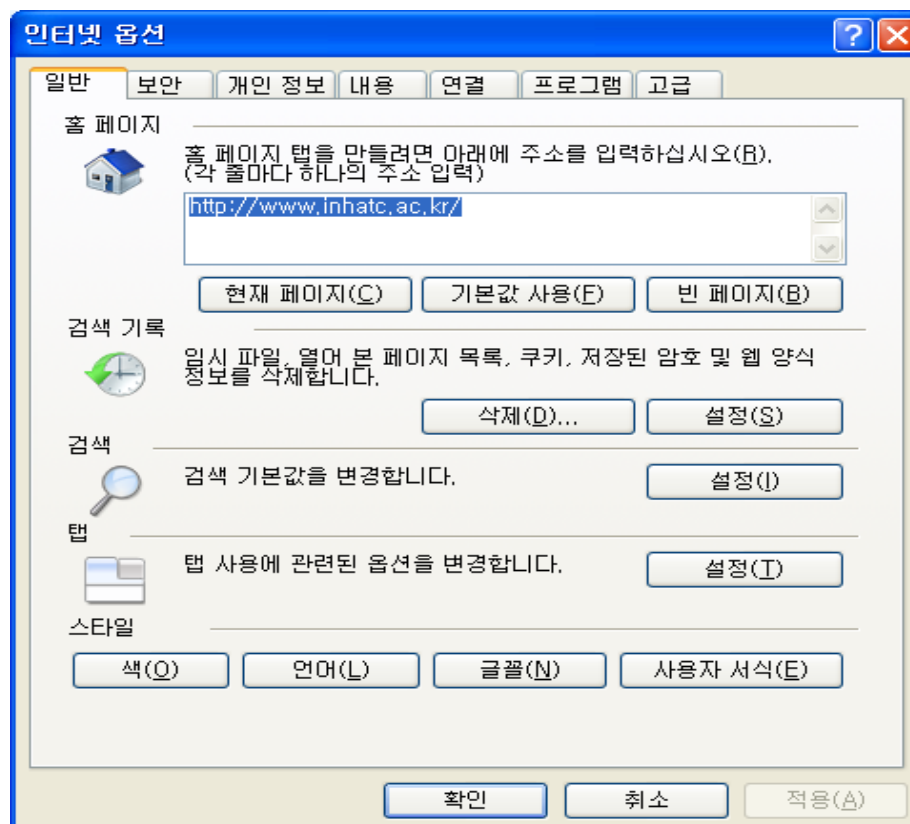 인터넷 옵션
일반 보안 개인 정보 내용 연결 프로그램 고급
홈 페이지
홈 페이지 탭을 만들려면 아래에 주소를 입력하십시오(R).
(각 줄마다 하나의 주소 입력)
http://www.inhatc.ac.kr/
현재 페이지(C) 기본값 사용(F) 빈 페이지(B)
검색 기록
임시 파일, 열어 본 페이지 목록, 쿠키, 저장된 암호 및 웹 양식
정보를 삭제합니다.
삭제(D)... 설정(S)
검색
검색 기본값을 변경합니다. 설정(I)
탭
탭 사용에 관련된 옵션을 변경합니다. 설정(T)
스타일
색(O) 언어(L) 글꼴(N) 사용자 서식(E)
확인 취소 적용(A)